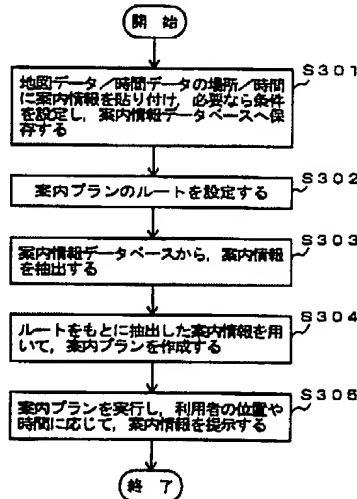 開 始
S301
地図データ/時間データの場所/時間
に案内情報を貼り付け,必要なら条件
を設定し,案内情報データベースへ保
存する
S302
案内プランのルートを設定する
S303
案内情報データベースから,案内情報
を抽出する
S304
ルートをもとに抽出した案内情報を用
いて,案内プランを作成する
S305
案内プランを実行し,利用者の位置や
時間に応じて,案内情報を提示する
終 了